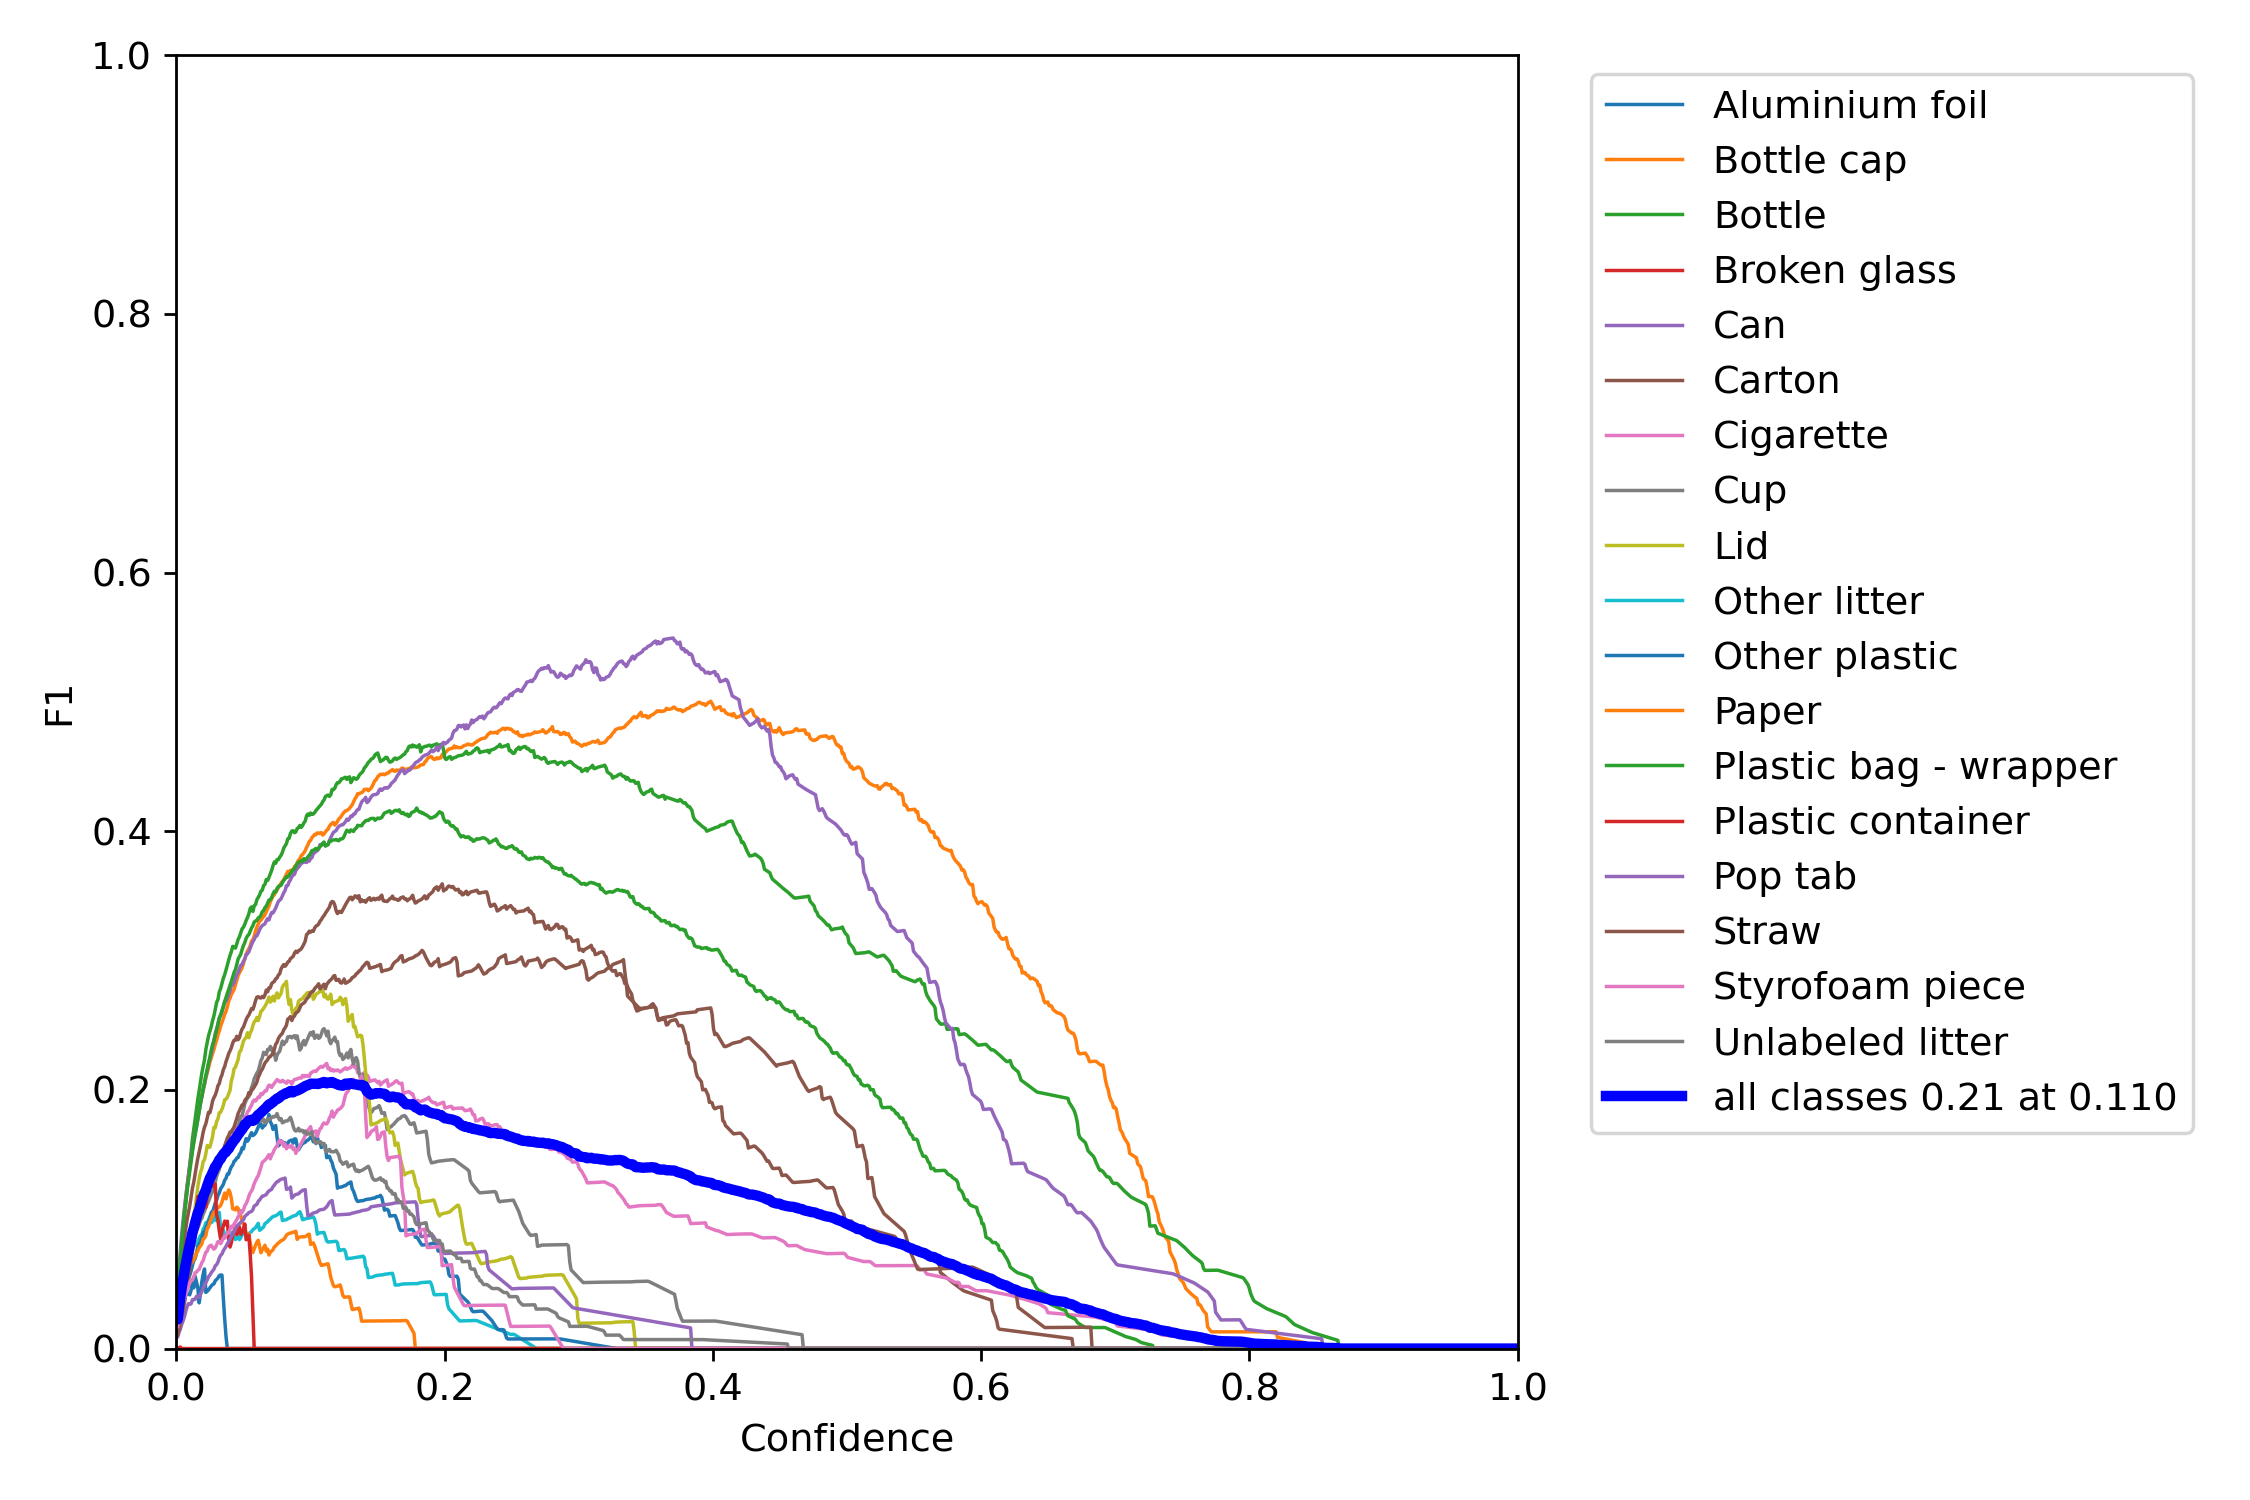 1.0
0.8
0.6
0.4
0.2
0.0
F1
0.0 0.2 0.4 0.6 0.8 1.0
Confidence
Aluminium foil
Bottle cap
Bottle
Broken glass
Can
Carton
Cigarette
Cup
Lid
Other litter
Other plastic
Paper
Plastic bag - wrapper
Plastic container
Pop tab
Straw
Styrofoam piece
Unlabeled litter
all classes 0.21 at 0.110